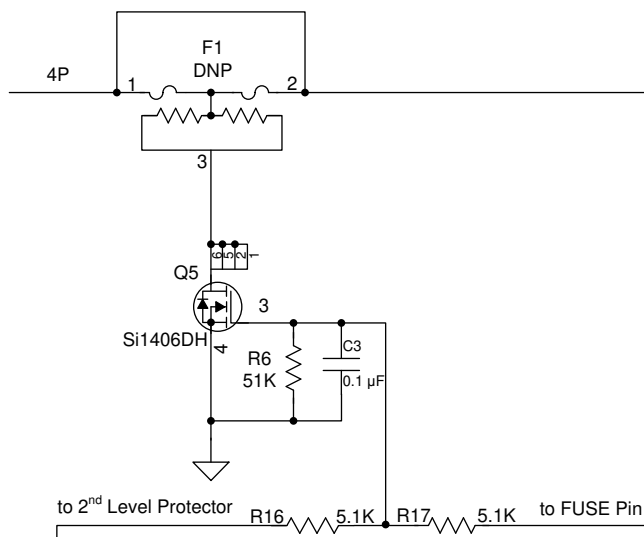 F1
DNP
4P
1
2
3
6
5
2
1
Q5
3
Si1406DH
4
R6
51K
C3
0.1 µF
to 2nd Level Protector
R16
5.1K
R17
5.1K
to FUSE Pin